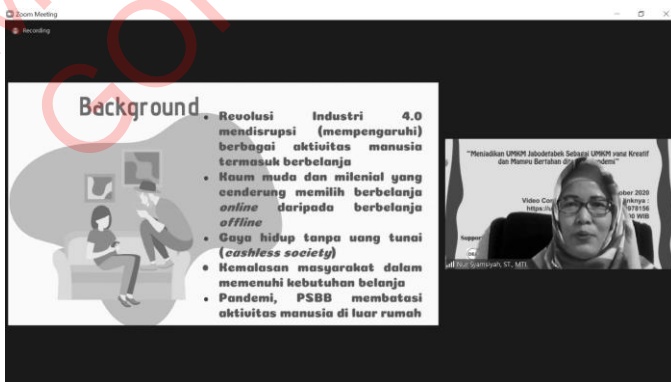 Zoom Meeting
Recording
Background
• Revolusi Industri 4.0
mendisrupsi (mempengaruhi)
berbagai aktivitas manusia
termasuk berbelanja
• Kaum muda dan milenial yang
cenderung memilih berbelanja
online daripada berbelanja
offline
• Gaya hidup tanpa uang tunai
(cashless society)
• Kemalasan masyarakat dalam
memenuhi kebutuhan belanja
• Pandemi, PSBB membatasi
aktivitas manusia di luar rumah
"Menjadikan UMKM Jabodetabek Sebagai UMKM yang Kreatif
dan Mampu Bertahan
2020
WIB
Nur Syamsiyah, ST., MTI.